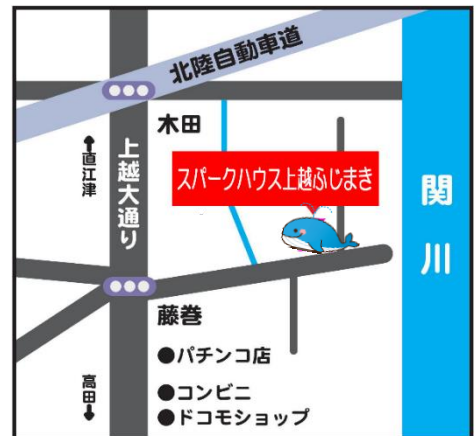 北陸自動車道
木田
直江津
上越大通り
スパークハウス上越ふじまき
関川
藤巻
●パチンコ店
高田
●コンビニ
●ドコモショップ